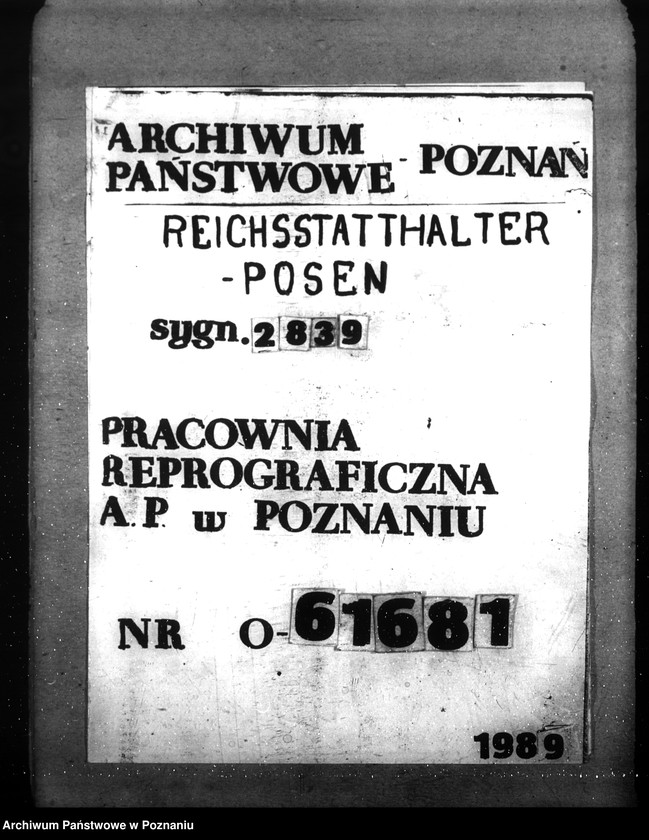 ARCHIWUM
PAŃSTWOWE - POZNAŃ
REICHSSTATTHALTER
-POSEN
sygn. 2839
PRACOWNIA
REPROGRAFICZNA
A.P. w POZNANIU
NR O-61681
1989
Archiwum Państwowe w Poznaniu